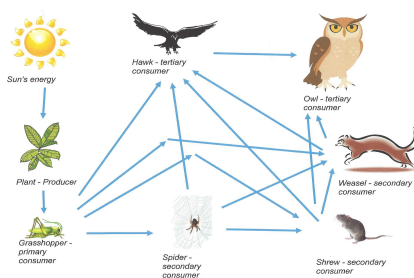 Sun's energy
Hawk - tertiary
consumer
Owl - tertiary
consumer
Plant - Producer
Weasel - secondary
consumer
Grasshopper -
primary
consumer
Spider -
secondary
consumer
Shrew - secondary
consumer